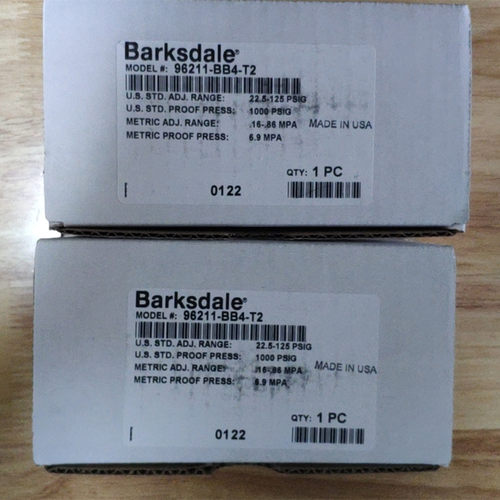 Barksdale®
MODEL #: 96211-BB4-T2
U.S. STD. ADJ. RANGE: 22.5-125 PSIG
U.S. STD. PROOF PRESS: 1000 PSIG
METRIC ADJ. RANGE: .16-.86 MPA MADE IN USA
METRIC PROOF PRESS: 6.9 MPA
QTY: 1 PC
0122
Barksdale®
MODEL #: 96211-BB4-T2
U.S. STD. ADJ. RANGE: 22.5-125 PSIG
U.S. STD. PROOF PRESS: 1000 PSIG
METRIC ADJ. RANGE: .16-.86 MPA MADE IN USA
METRIC PROOF PRESS: 6.9 MPA
QTY: 1 PC
0122